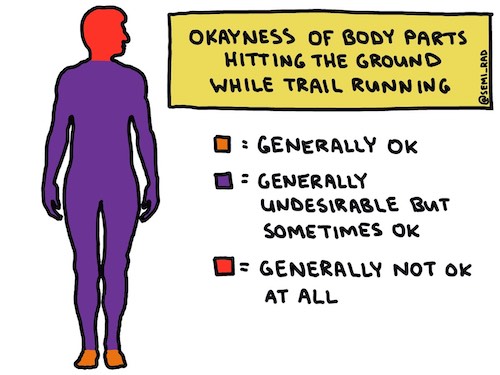 OKAYNESS OF BODY PARTS
HITTING THE GROUND
WHILE TRAIL RUNNING
@SEMI_RAD
= GENERALLY OK
= GENERALLY
UNDESIRABLE BUT
SOMETIMES OK
= GENERALLY NOT OK
AT ALL